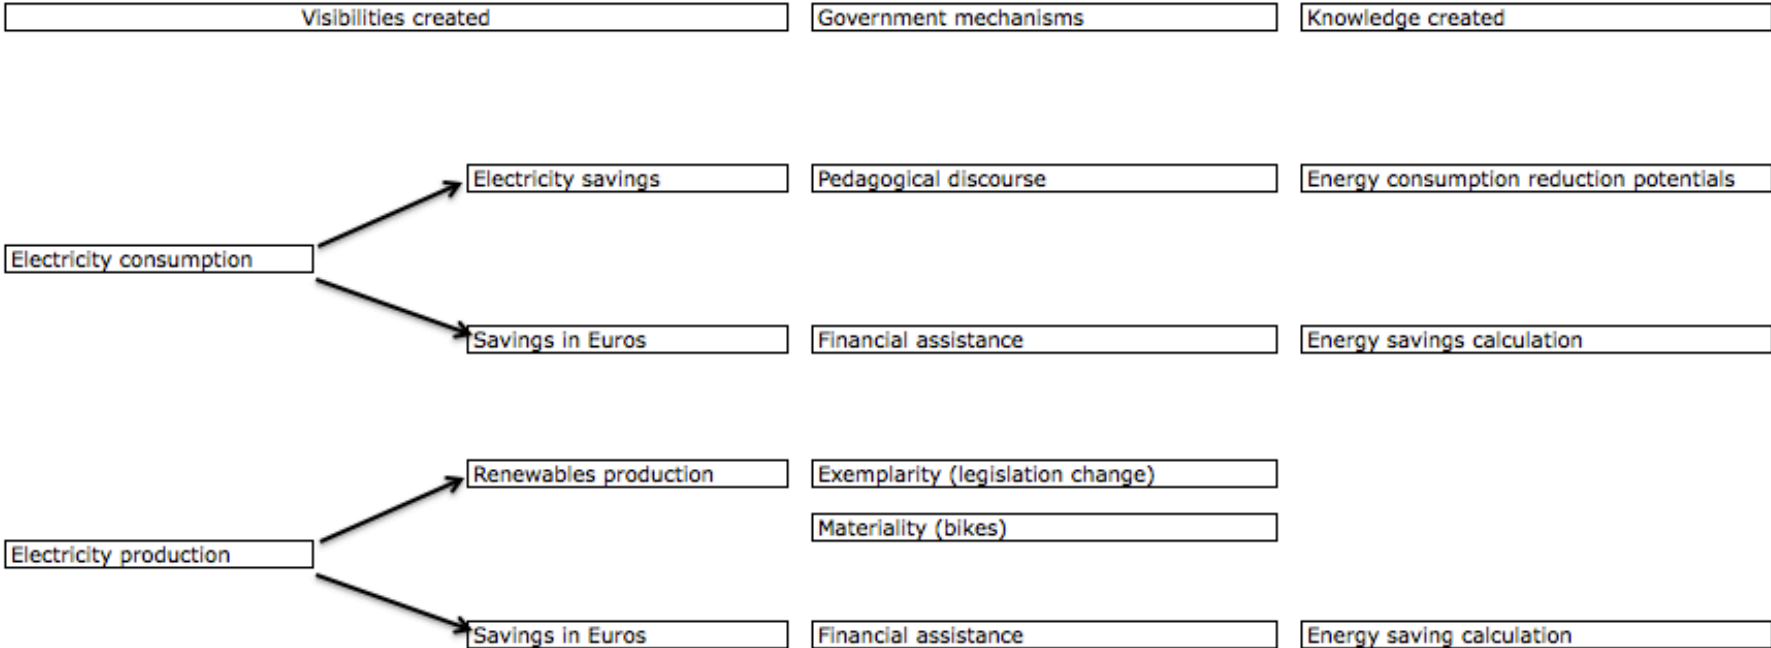 Visibilities created
Government mechanisms
Knowledge created
Electricity savings
Pedagogical discourse
Energy consumption reduction potentials
Electricity consumption
Savings in Euros
Financial assistance
Energy savings calculation
Renewables production
Exemplarity (legislation change)
Materiality (bikes)
Electricity production
Savings in Euros
Financial assistance
Energy saving calculation